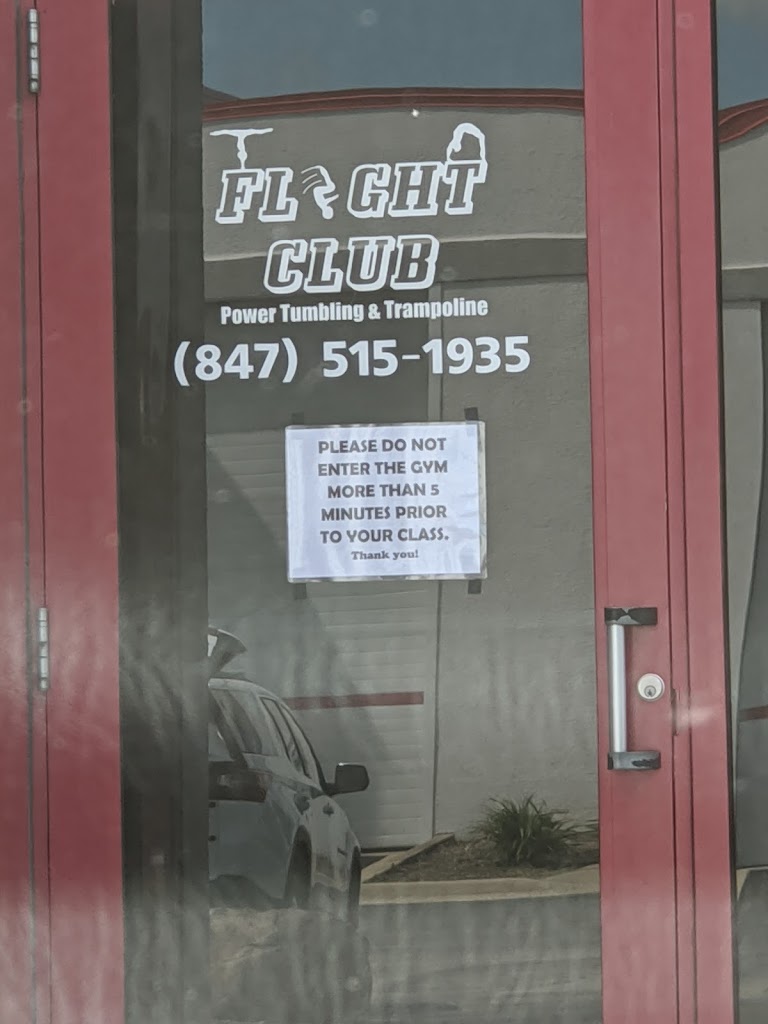 FLIGHT
CLUB
Power Tumbling & Trampoline
(847) 515-1935
PLEASE DO NOT
ENTER THE GYM
MORE THAN 5
MINUTES PRIOR
TO YOUR CLASS.
Thank you!